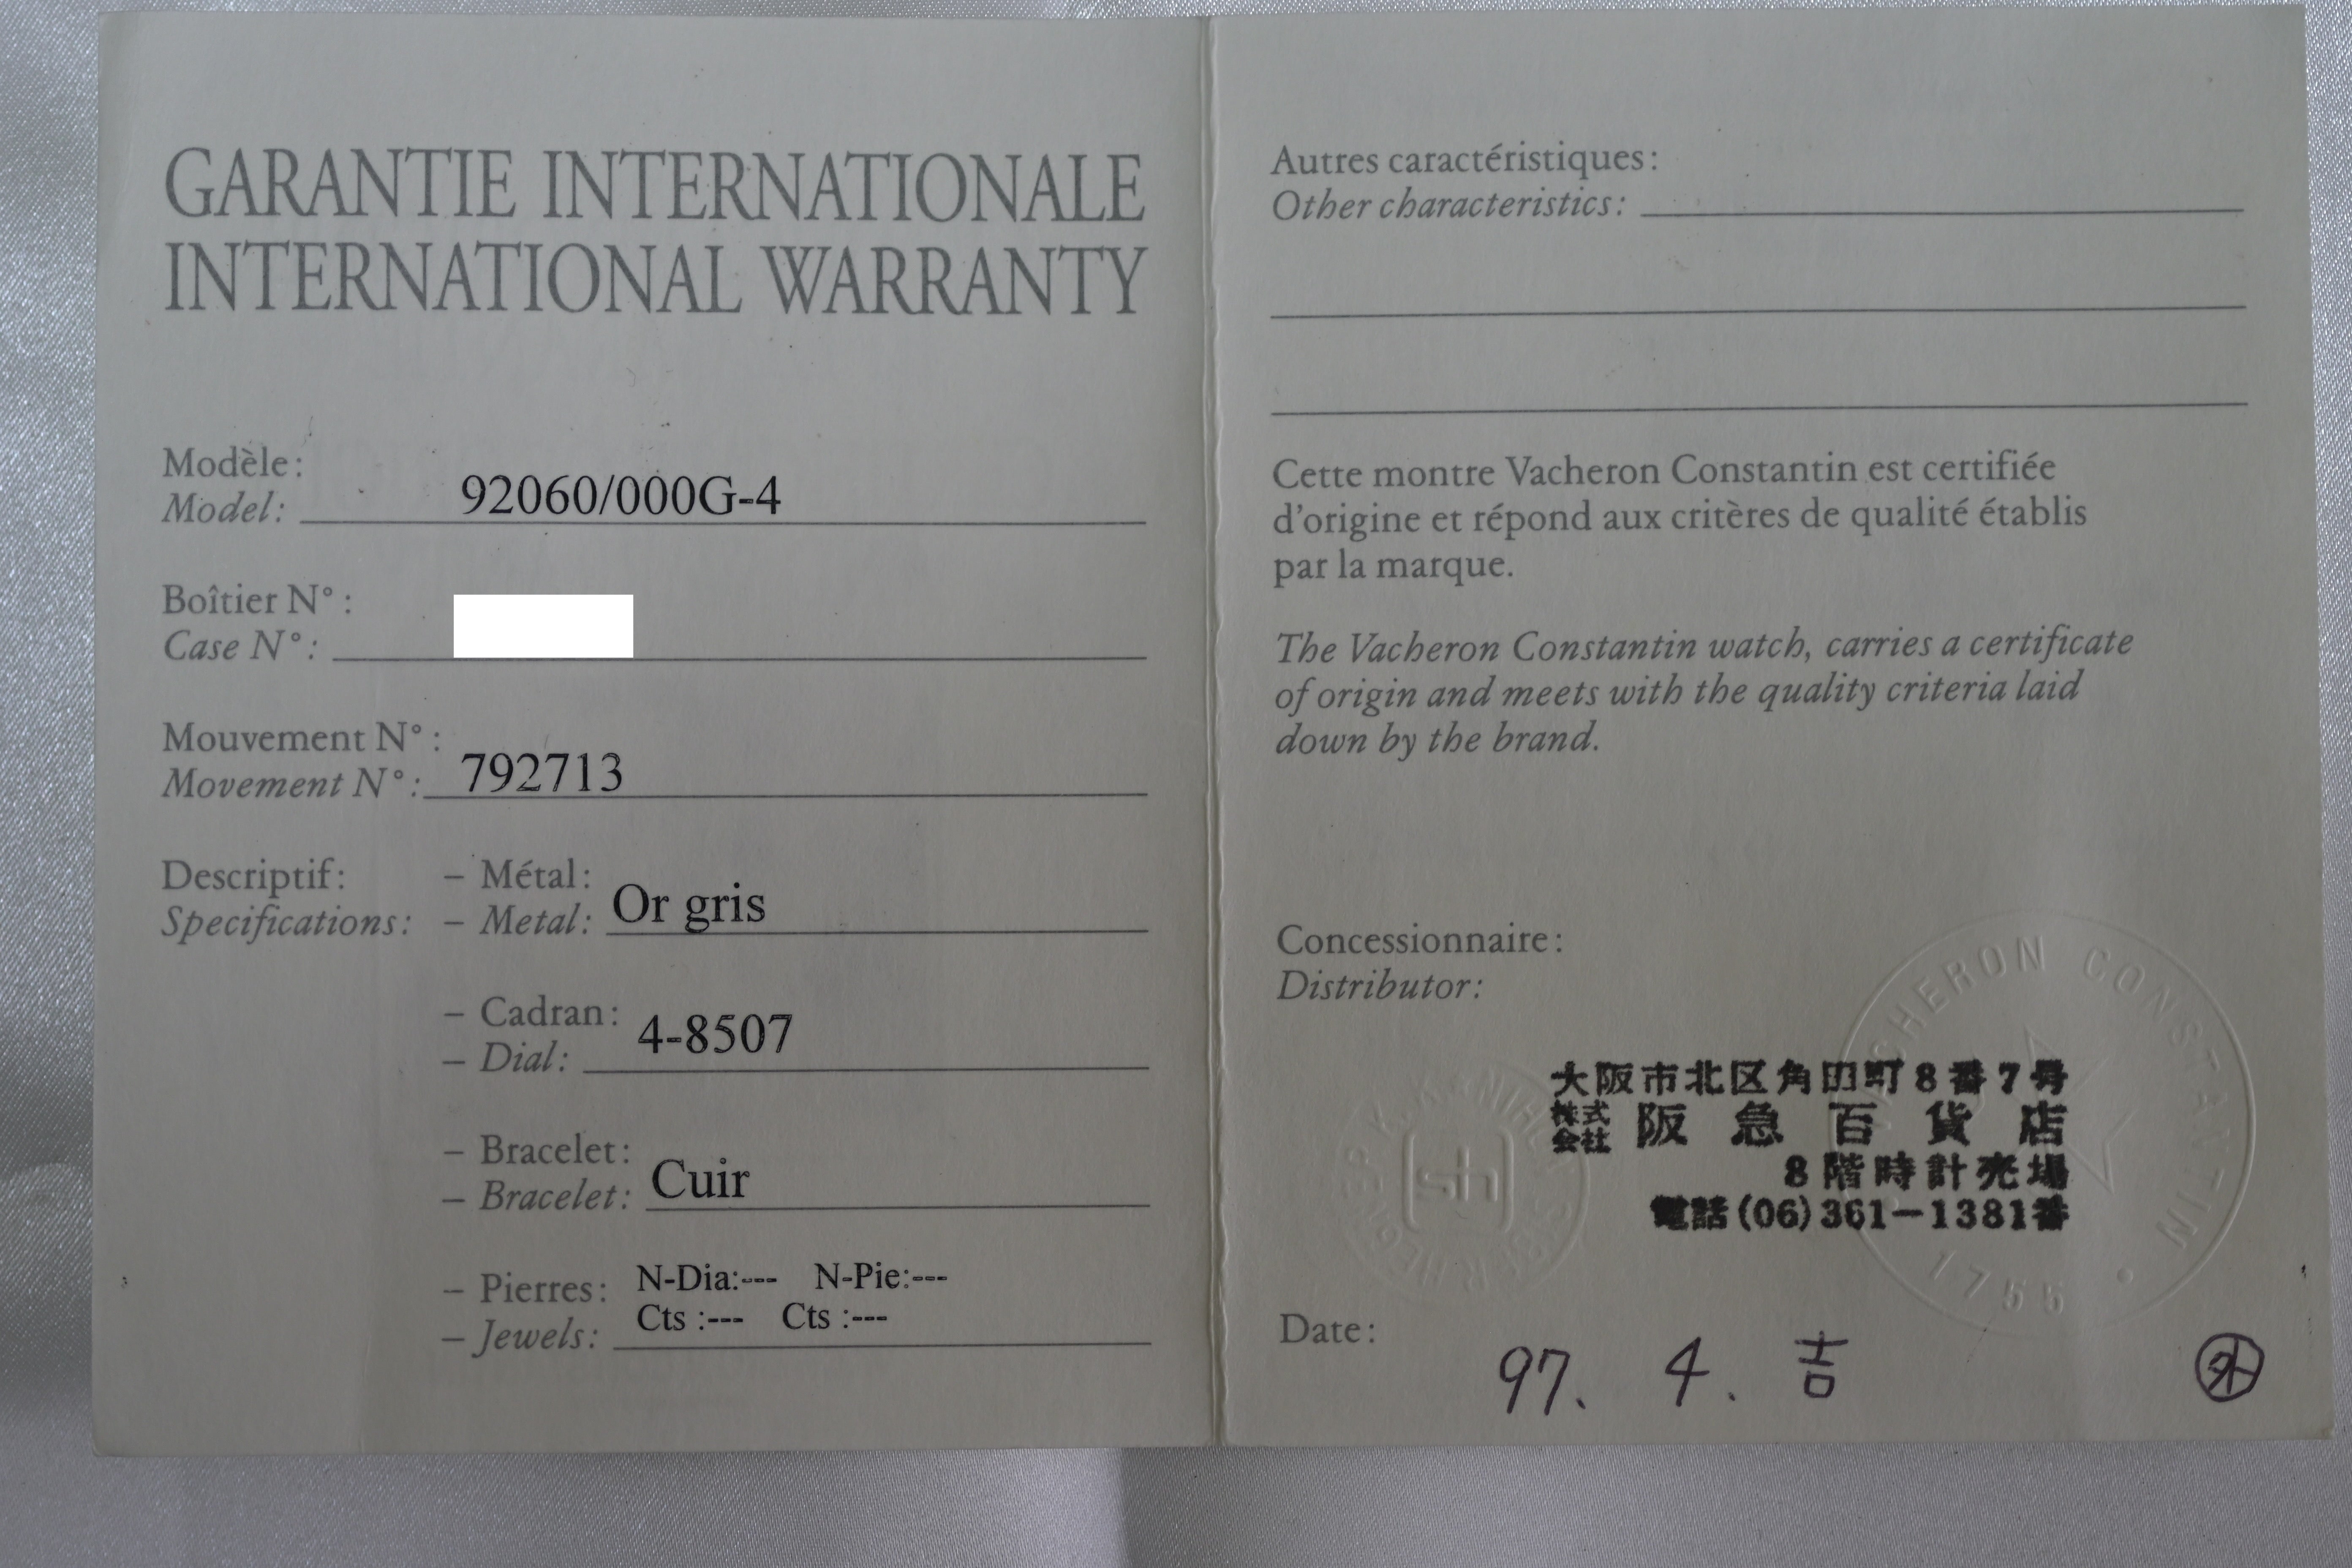 GARANTIE INTERNATIONALE
INTERNATIONAL WARRANTY
Modèle:
Model: 92060/000G-4
Boîtier N°:
Case N°:
Mouvement N°:
Movement N°: 792713
Descriptif: – Métal:
Specifications: – Metal: Or gris
– Cadran:
– Dial: 4-8507
– Bracelet:
– Bracelet: Cuir
– Pierres: N-Dia:--- N-Pie:---
– Jewels: Cts :--- Cts :---
Autres caractéristiques:
Other characteristics:
Cette montre Vacheron Constantin est certifiée
d'origine et répond aux critères de qualité établis
par la marque.
The Vacheron Constantin watch, carries a certificate
of origin and meets with the quality criteria laid
down by the brand.
Concessionnaire:
Distributor:
VACHERON CONSTANTIN
1755
sh
大阪市北区角田町8番7号
株式会社 阪急百貨店
8階時計売場
電話(06)361-1381番
Date: 97. 4. 吉